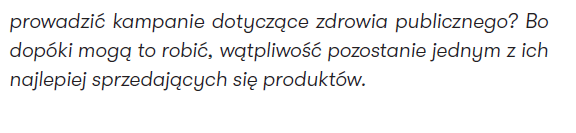 prowadzić kampanie dotyczące zdrowia publicznego? Bo
dopóki mogą to robić, wątpliwość pozostanie jednym z ich
najlepiej sprzedających się produktów.